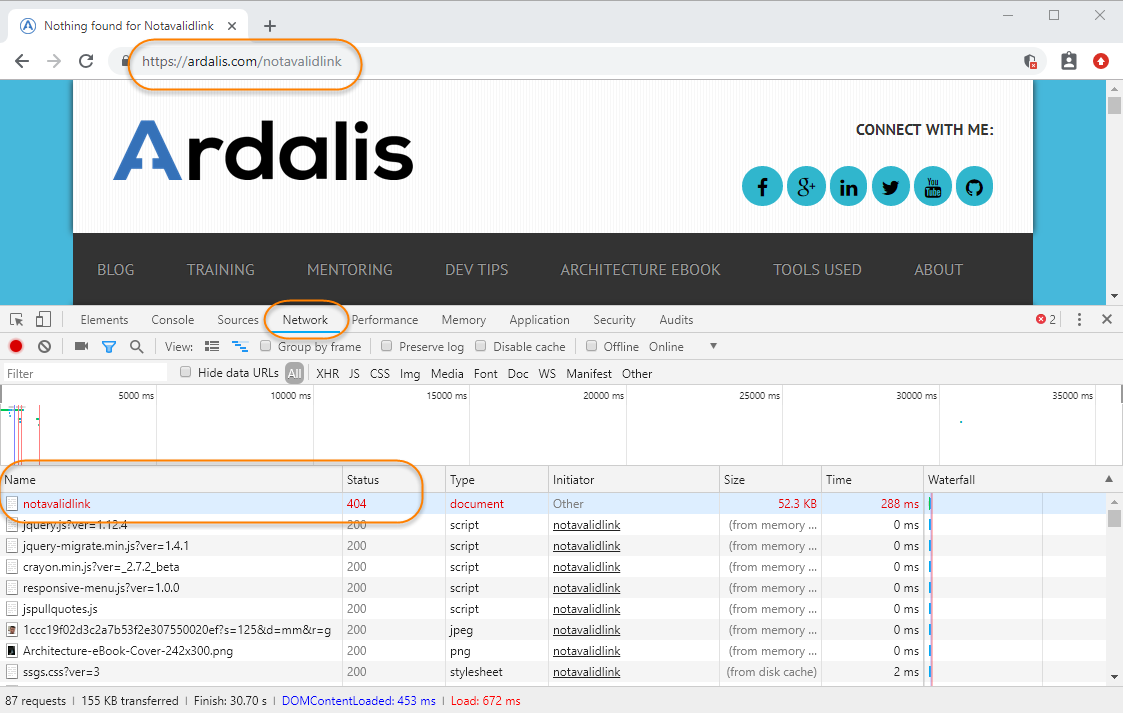 Nothing found for Notavalidlink
https://ardalis.com/notavalidlink
Ardalis
CONNECT WITH ME:
You Tube
BLOG TRAINING MENTORING DEV TIPS ARCHITECTURE EBOOK TOOLS USED ABOUT
Elements Console Sources Network Performance Memory Application Security Audits 2
View: Group by frame Preserve log Disable cache Offline Online
Filter Hide data URLs All XHR JS CSS Img Media Font Doc WS Manifest Other
5000 ms 10000 ms 15000 ms 20000 ms 25000 ms 30000 ms 35000 ms
Name Status Type Initiator Size Time Waterfall
notavalidlink 404 document Other 52.3 KB 288 ms
jquery.js?ver=1.12.4 200 script notavalidlink (from memory ... 0 ms
jquery-migrate.min.js?ver=1.4.1 200 script notavalidlink (from memory ... 0 ms
crayon.min.js?ver=_2.7.2_beta 200 script notavalidlink (from memory ... 0 ms
responsive-menu.js?ver=1.0.0 200 script notavalidlink (from memory ... 0 ms
jspullquotes.js 200 script notavalidlink (from memory ... 0 ms
1ccc19f02d3c2a7b53f2e307550020ef?s=125&d=mm&r=g 200 jpeg notavalidlink (from memory ... 0 ms
Architecture-eBook-Cover-242x300.png 200 png notavalidlink (from memory ... 0 ms
ssgs.css?ver=3 200 stylesheet notavalidlink (from disk cache) 2 ms
87 requests | 155 KB transferred | Finish: 30.70 s | DOMContentLoaded: 453 ms | Load: 672 ms